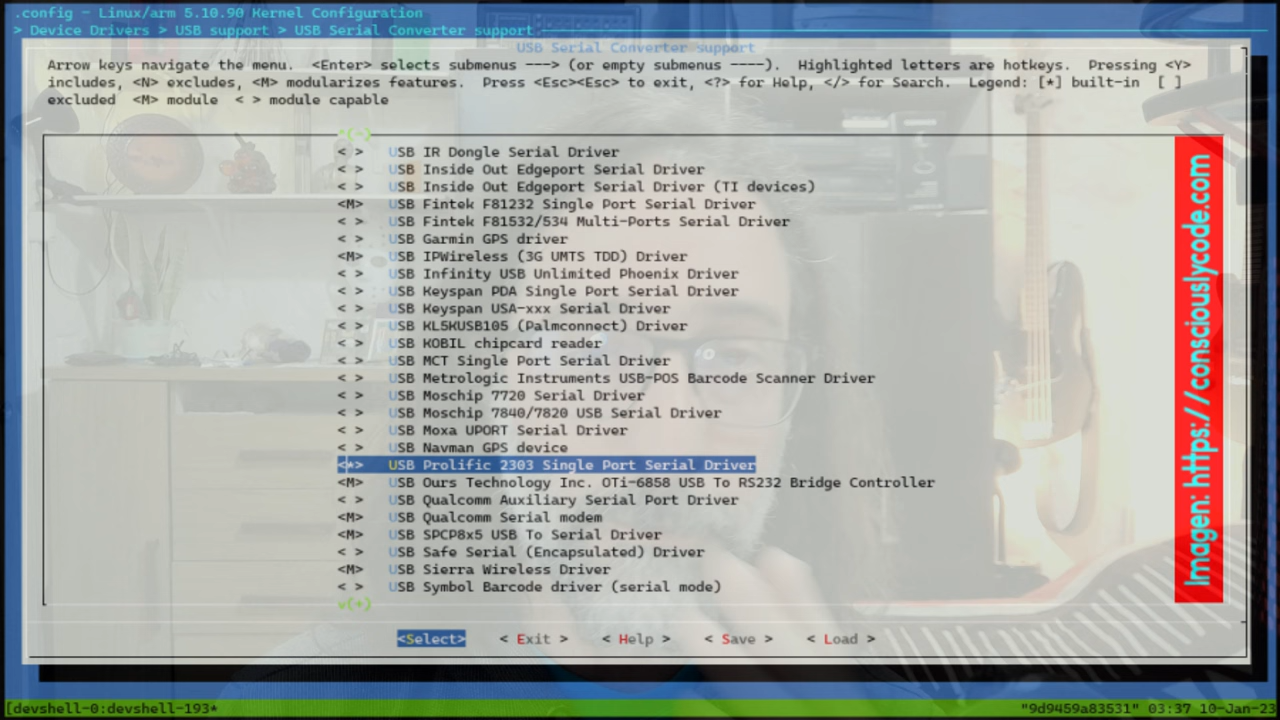 .config - Linux/arm 5.10.90 Kernel Configuration
> Device Drivers > USB support > USB Serial Converter support
USB Serial Converter support
Arrow keys navigate the menu.  <Enter> selects submenus ---> (or empty submenus ----).  Highlighted letters are hotkeys.  Pressing <Y>
includes, <N> excludes, <M> modularizes features.  Press <Esc><Esc> to exit, <?> for Help, </> for Search.  Legend: [*] built-in  [ ]
excluded  <M> module  < > module capable
^(-)
< >   USB IR Dongle Serial Driver
< >   USB Inside Out Edgeport Serial Driver
< >   USB Inside Out Edgeport Serial Driver (TI devices)
<M>   USB Fintek F81232 Single Port Serial Driver
< >   USB Fintek F81532/534 Multi-Ports Serial Driver
< >   USB Garmin GPS driver
<M>   USB IPWireless (3G UMTS TDD) Driver
< >   USB Infinity USB Unlimited Phoenix Driver
< >   USB Keyspan PDA Single Port Serial Driver
< >   USB Keyspan USA-xxx Serial Driver
< >   USB KL5KUSB105 (Palmconnect) Driver
< >   USB KOBIL chipcard reader
< >   USB MCT Single Port Serial Driver
< >   USB Metrologic Instruments USB-POS Barcode Scanner Driver
< >   USB Moschip 7720 Serial Driver
< >   USB Moschip 7840/7820 USB Serial Driver
< >   USB Moxa UPORT Serial Driver
< >   USB Navman GPS device
<*>   USB Prolific 2303 Single Port Serial Driver
<M>   USB Ours Technology Inc. OTi-6858 USB To RS232 Bridge Controller
< >   USB Qualcomm Auxiliary Serial Port Driver
<M>   USB Qualcomm Serial modem
<M>   USB SPCP8x5 USB To Serial Driver
< >   USB Safe Serial (Encapsulated) Driver
<M>   USB Sierra Wireless Driver
< >   USB Symbol Barcode driver (serial mode)
v(+)
<Select>    < Exit >    < Help >    < Save >    < Load >
Imagen: https://consciouslycode.com
[devshell-0:devshell-193*
"9d9459a83531" 03:37 10-Jan-23